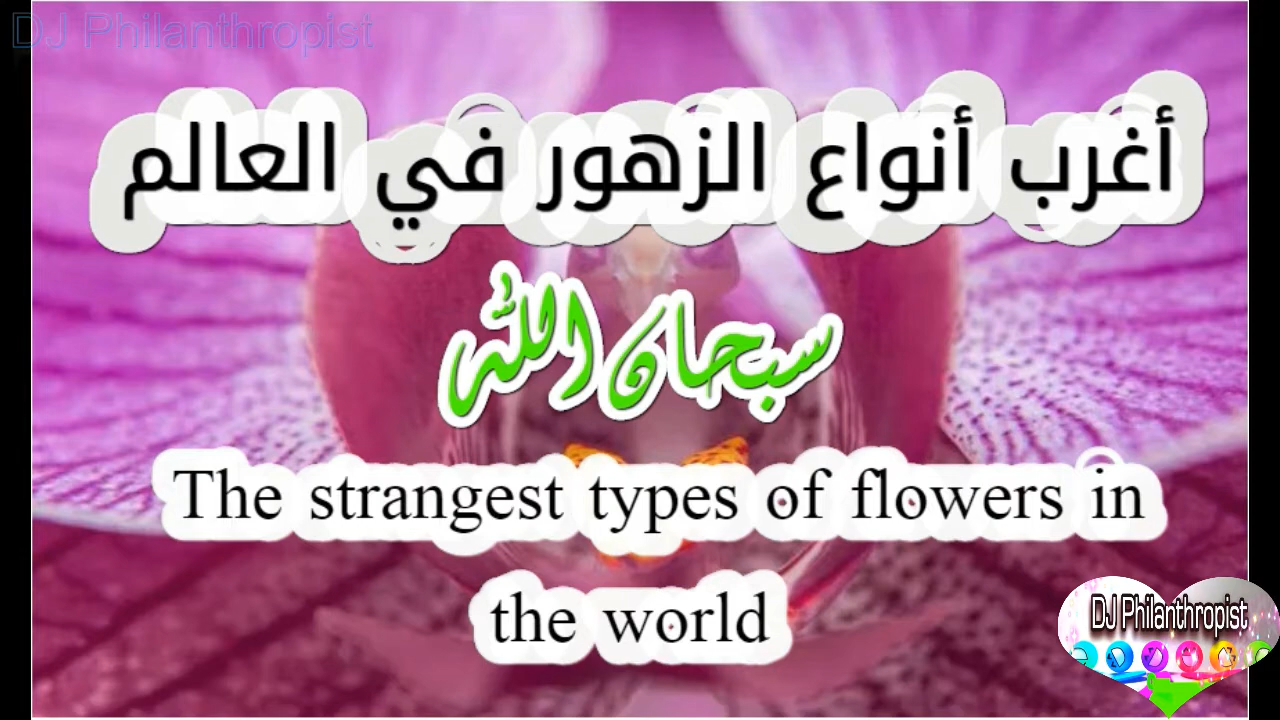 DJ Philanthropist
أغرب أنواع الزهور في العالم
سبحان الله
The strangest types of flowers in
the world
DJ Philanthropist